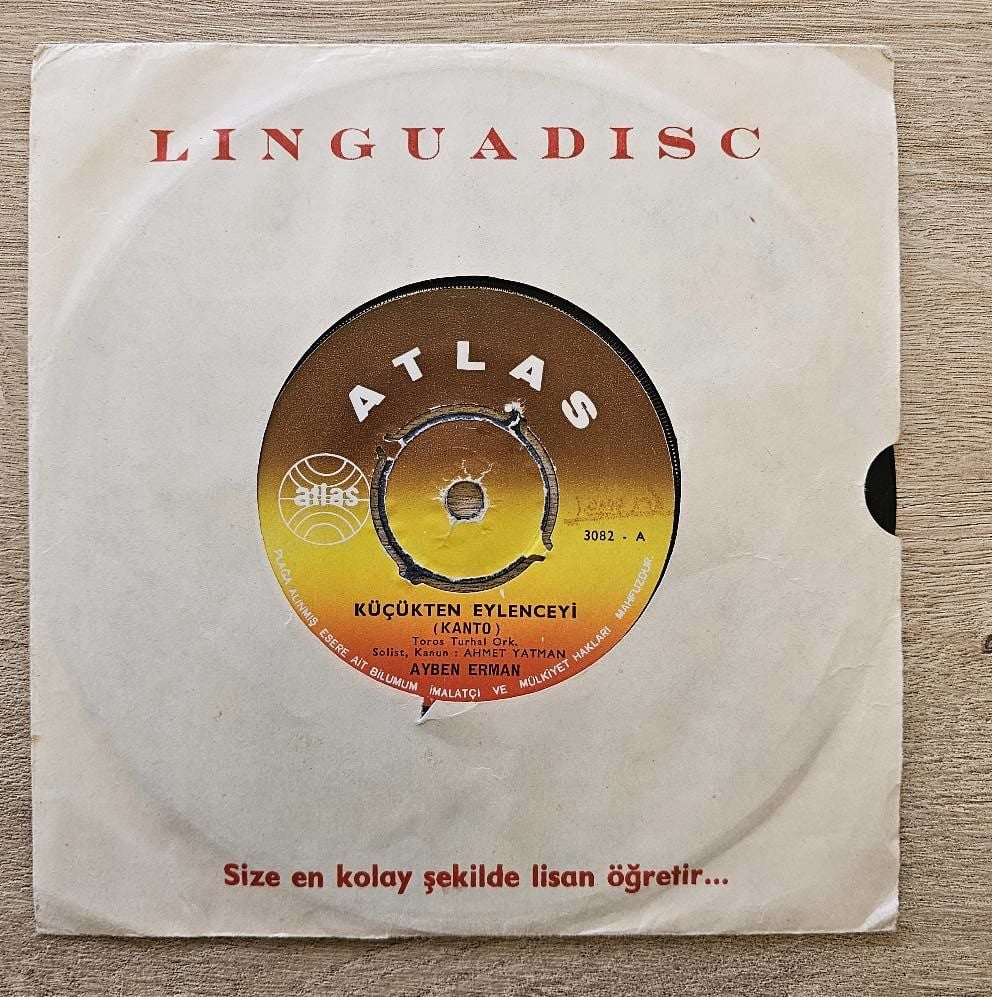 LINGUADISC
ATLAS
atlas
3082 - A
KÜÇÜKTEN EYLENCEYİ
(KANTO)
Toros Turhal Ork.
Solist, Kanun : AHMET YATMAN
AYBEN ERMAN
PLAĞA ALINMIŞ ESERE AİT BİLUMUM İMALATÇI VE MÜLKİYET HAKLARI MAHFUZDUR
Size en kolay şekilde lisan öğretir...